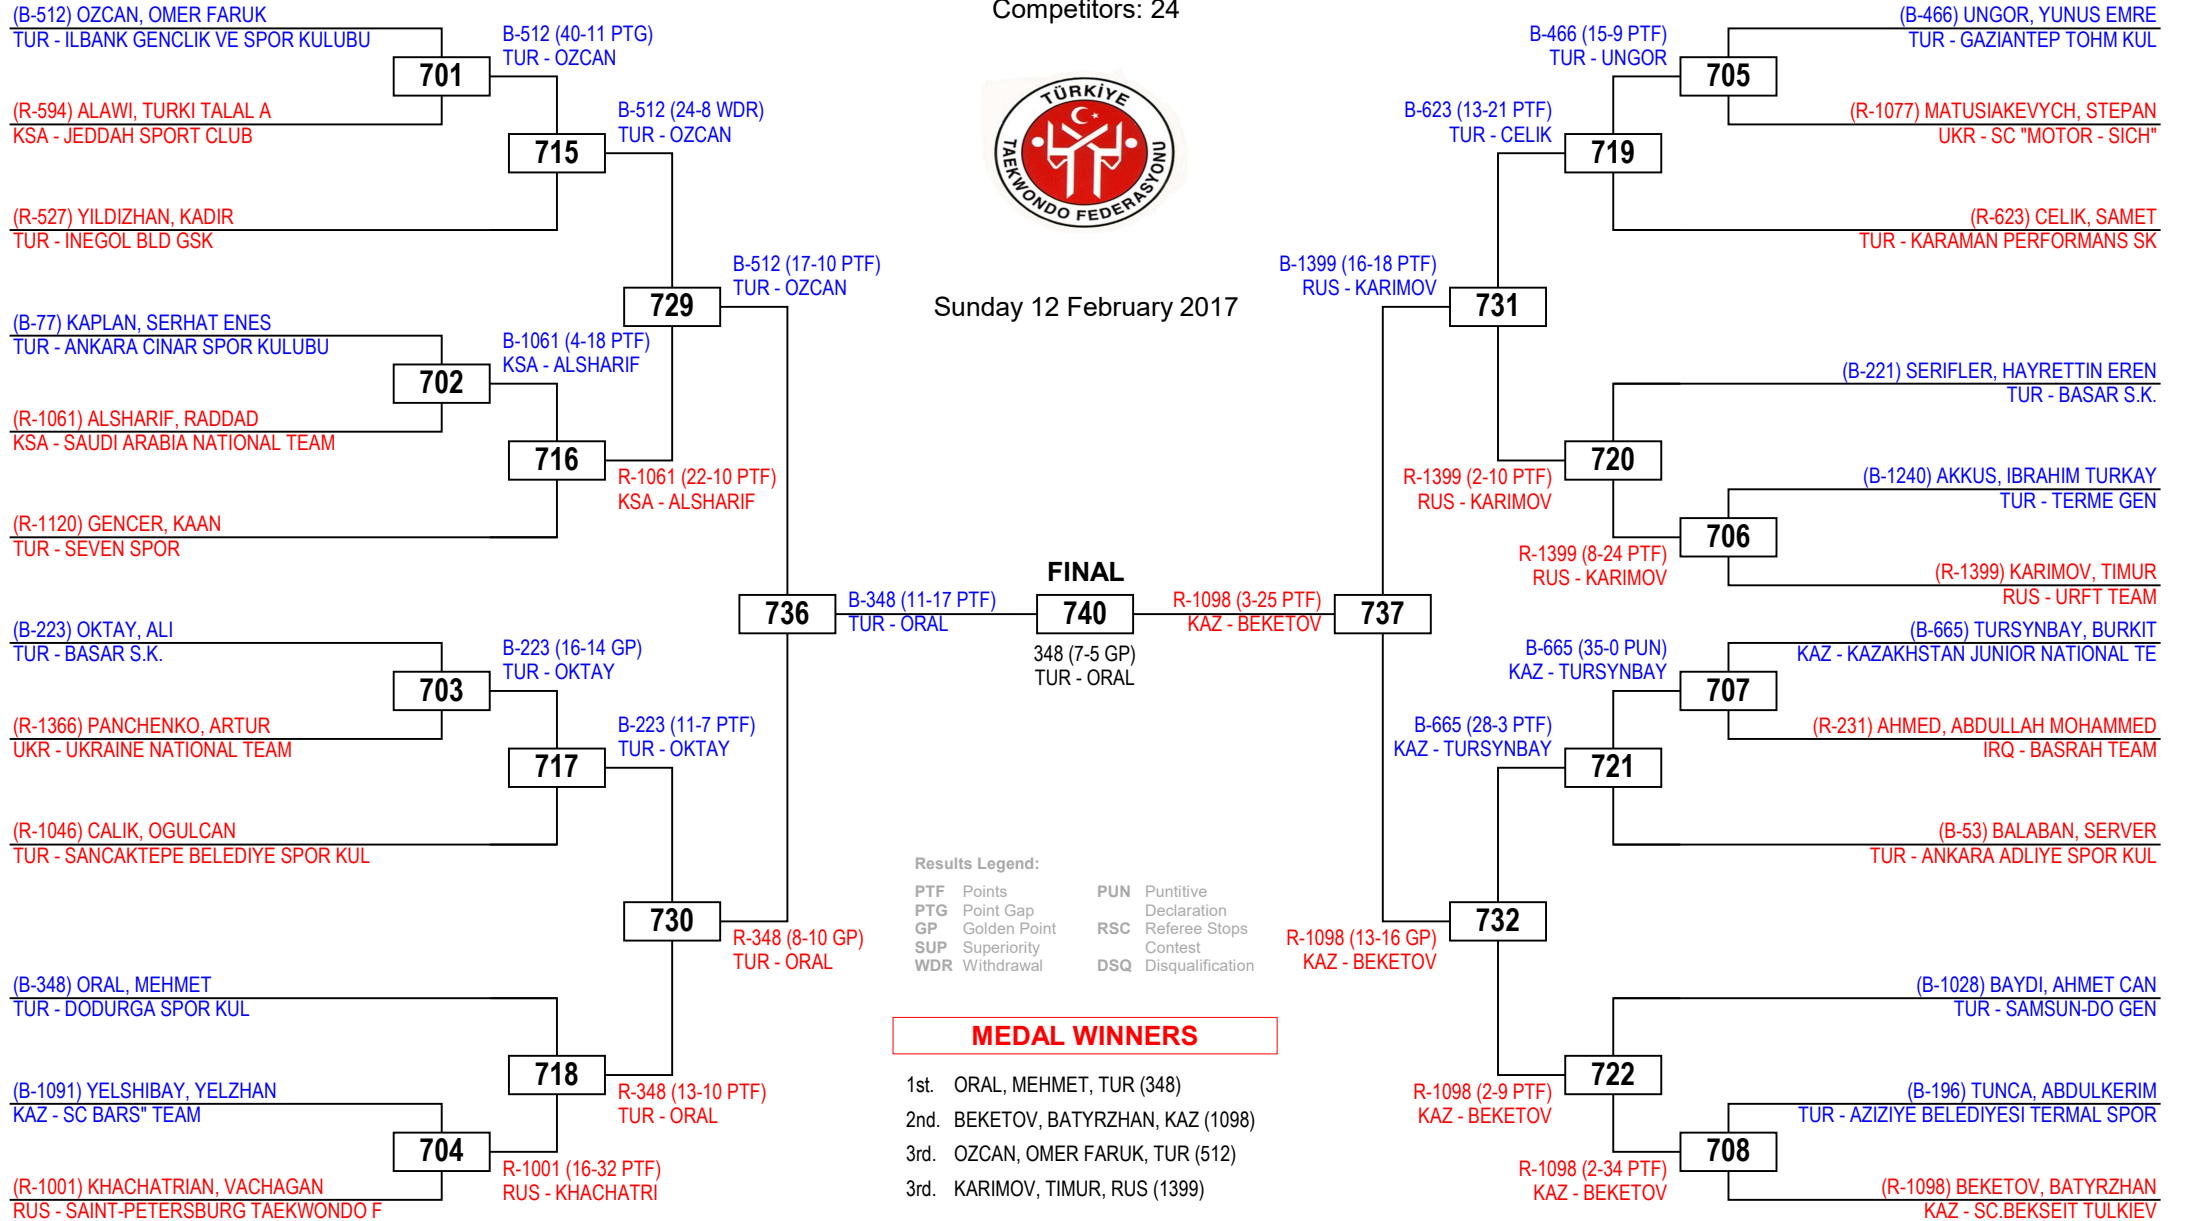 Competitors: 24
(B-512) OZCAN, OMER FARUK
TUR - ILBANK GENCLIK VE SPOR KULUBU
701
(R-594) ALAWI, TURKI TALAL A
KSA - JEDDAH SPORT CLUB
B-512 (40-11 PTG)
TUR - OZCAN
715
(R-527) YILDIZHAN, KADIR
TUR - INEGOL BLD GSK
B-512 (24-8 WDR)
TUR - OZCAN
729
(B-77) KAPLAN, SERHAT ENES
TUR - ANKARA CINAR SPOR KULUBU
702
(R-1061) ALSHARIF, RADDAD
KSA - SAUDI ARABIA NATIONAL TEAM
B-1061 (4-18 PTF)
KSA - ALSHARIF
716
(R-1120) GENCER, KAAN
TUR - SEVEN SPOR
R-1061 (22-10 PTF)
KSA - ALSHARIF
B-512 (17-10 PTF)
TUR - OZCAN
736
(B-223) OKTAY, ALI
TUR - BASAR S.K.
703
(R-1366) PANCHENKO, ARTUR
UKR - UKRAINE NATIONAL TEAM
B-223 (16-14 GP)
TUR - OKTAY
717
(R-1046) CALIK, OGULCAN
TUR - SANCAKTEPE BELEDIYE SPOR KUL
B-223 (11-7 PTF)
TUR - OKTAY
730
(B-348) ORAL, MEHMET
TUR - DODURGA SPOR KUL
718
(B-1091) YELSHIBAY, YELZHAN
KAZ - SC BARS" TEAM
704
(R-1001) KHACHATRIAN, VACHAGAN
RUS - SAINT-PETERSBURG TAEKWONDO F
R-1001 (16-32 PTF)
RUS - KHACHATRI
R-348 (13-10 PTF)
TUR - ORAL
R-348 (8-10 GP)
TUR - ORAL
B-348 (11-17 PTF)
TUR - ORAL
TÜRKİYE
TAEKWONDO FEDERASYONU
Sunday 12 February 2017
FINAL
740
348 (7-5 GP)
TUR - ORAL
R-1098 (3-25 PTF)
KAZ - BEKETOV
737
(B-466) UNGOR, YUNUS EMRE
TUR - GAZIANTEP TOHM KUL
705
(R-1077) MATUSIAKEVYCH, STEPAN
UKR - SC "MOTOR - SICH"
B-466 (15-9 PTF)
TUR - UNGOR
719
(R-623) CELIK, SAMET
TUR - KARAMAN PERFORMANS SK
B-623 (13-21 PTF)
TUR - CELIK
731
B-1399 (16-18 PTF)
RUS - KARIMOV
(B-221) SERIFLER, HAYRETTIN EREN
TUR - BASAR S.K.
720
R-1399 (2-10 PTF)
RUS - KARIMOV
(B-1240) AKKUS, IBRAHIM TURKAY
TUR - TERME GEN
706
(R-1399) KARIMOV, TIMUR
RUS - URFT TEAM
R-1399 (8-24 PTF)
RUS - KARIMOV
(B-665) TURSYNBAY, BURKIT
KAZ - KAZAKHSTAN JUNIOR NATIONAL TE
707
(R-231) AHMED, ABDULLAH MOHAMMED
IRQ - BASRAH TEAM
B-665 (35-0 PUN)
KAZ - TURSYNBAY
721
(B-53) BALABAN, SERVER
TUR - ANKARA ADLIYE SPOR KUL
B-665 (28-3 PTF)
KAZ - TURSYNBAY
732
R-1098 (13-16 GP)
KAZ - BEKETOV
(B-1028) BAYDI, AHMET CAN
TUR - SAMSUN-DO GEN
722
R-1098 (2-9 PTF)
KAZ - BEKETOV
(B-196) TUNCA, ABDULKERIM
TUR - AZIZIYE BELEDIYESI TERMAL SPOR
708
(R-1098) BEKETOV, BATYRZHAN
KAZ - SC.BEKSEIT TULKIEV
R-1098 (2-34 PTF)
KAZ - BEKETOV
Results Legend:
PTF Points
PTG Point Gap
GP Golden Point
SUP Superiority
WDR Withdrawal
PUN Puntitive
Declaration
RSC Referee Stops
Contest
DSQ Disqualification
MEDAL WINNERS
1st. ORAL, MEHMET, TUR (348)
2nd. BEKETOV, BATYRZHAN, KAZ (1098)
3rd. OZCAN, OMER FARUK, TUR (512)
3rd. KARIMOV, TIMUR, RUS (1399)